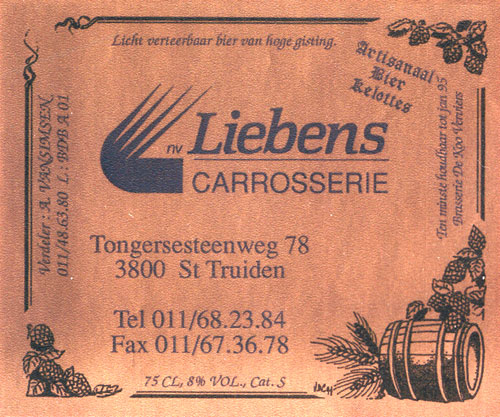 Licht verteerbaar bier van hoge gisting.
Artisanaal
Bier
Kelottes
nv Liebens
CARROSSERIE
Tongersesteenweg 78
3800 St Truiden
Tel 011/68.23.84
Fax 011/67.36.78
75 CL, 8% VOL., Cat. S
Verdeler : A. VANSIMSEN
011/48.63.80 L : BDB A 01
Ten minste houdbaar tot jan 95
Brasserie De Koo Verviers